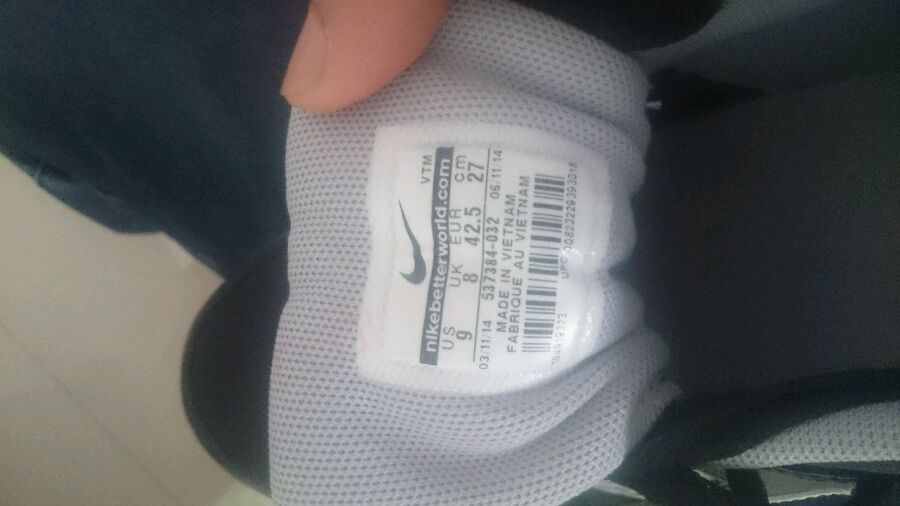 VTM
nikebetterworld.com
US UK EUR cm
9 8 42.5 27
03/11/14 537384-032 06/11/14
MADE IN VIETNAM
FABRIQUE AU VIETNAM
UPC 00823229393018